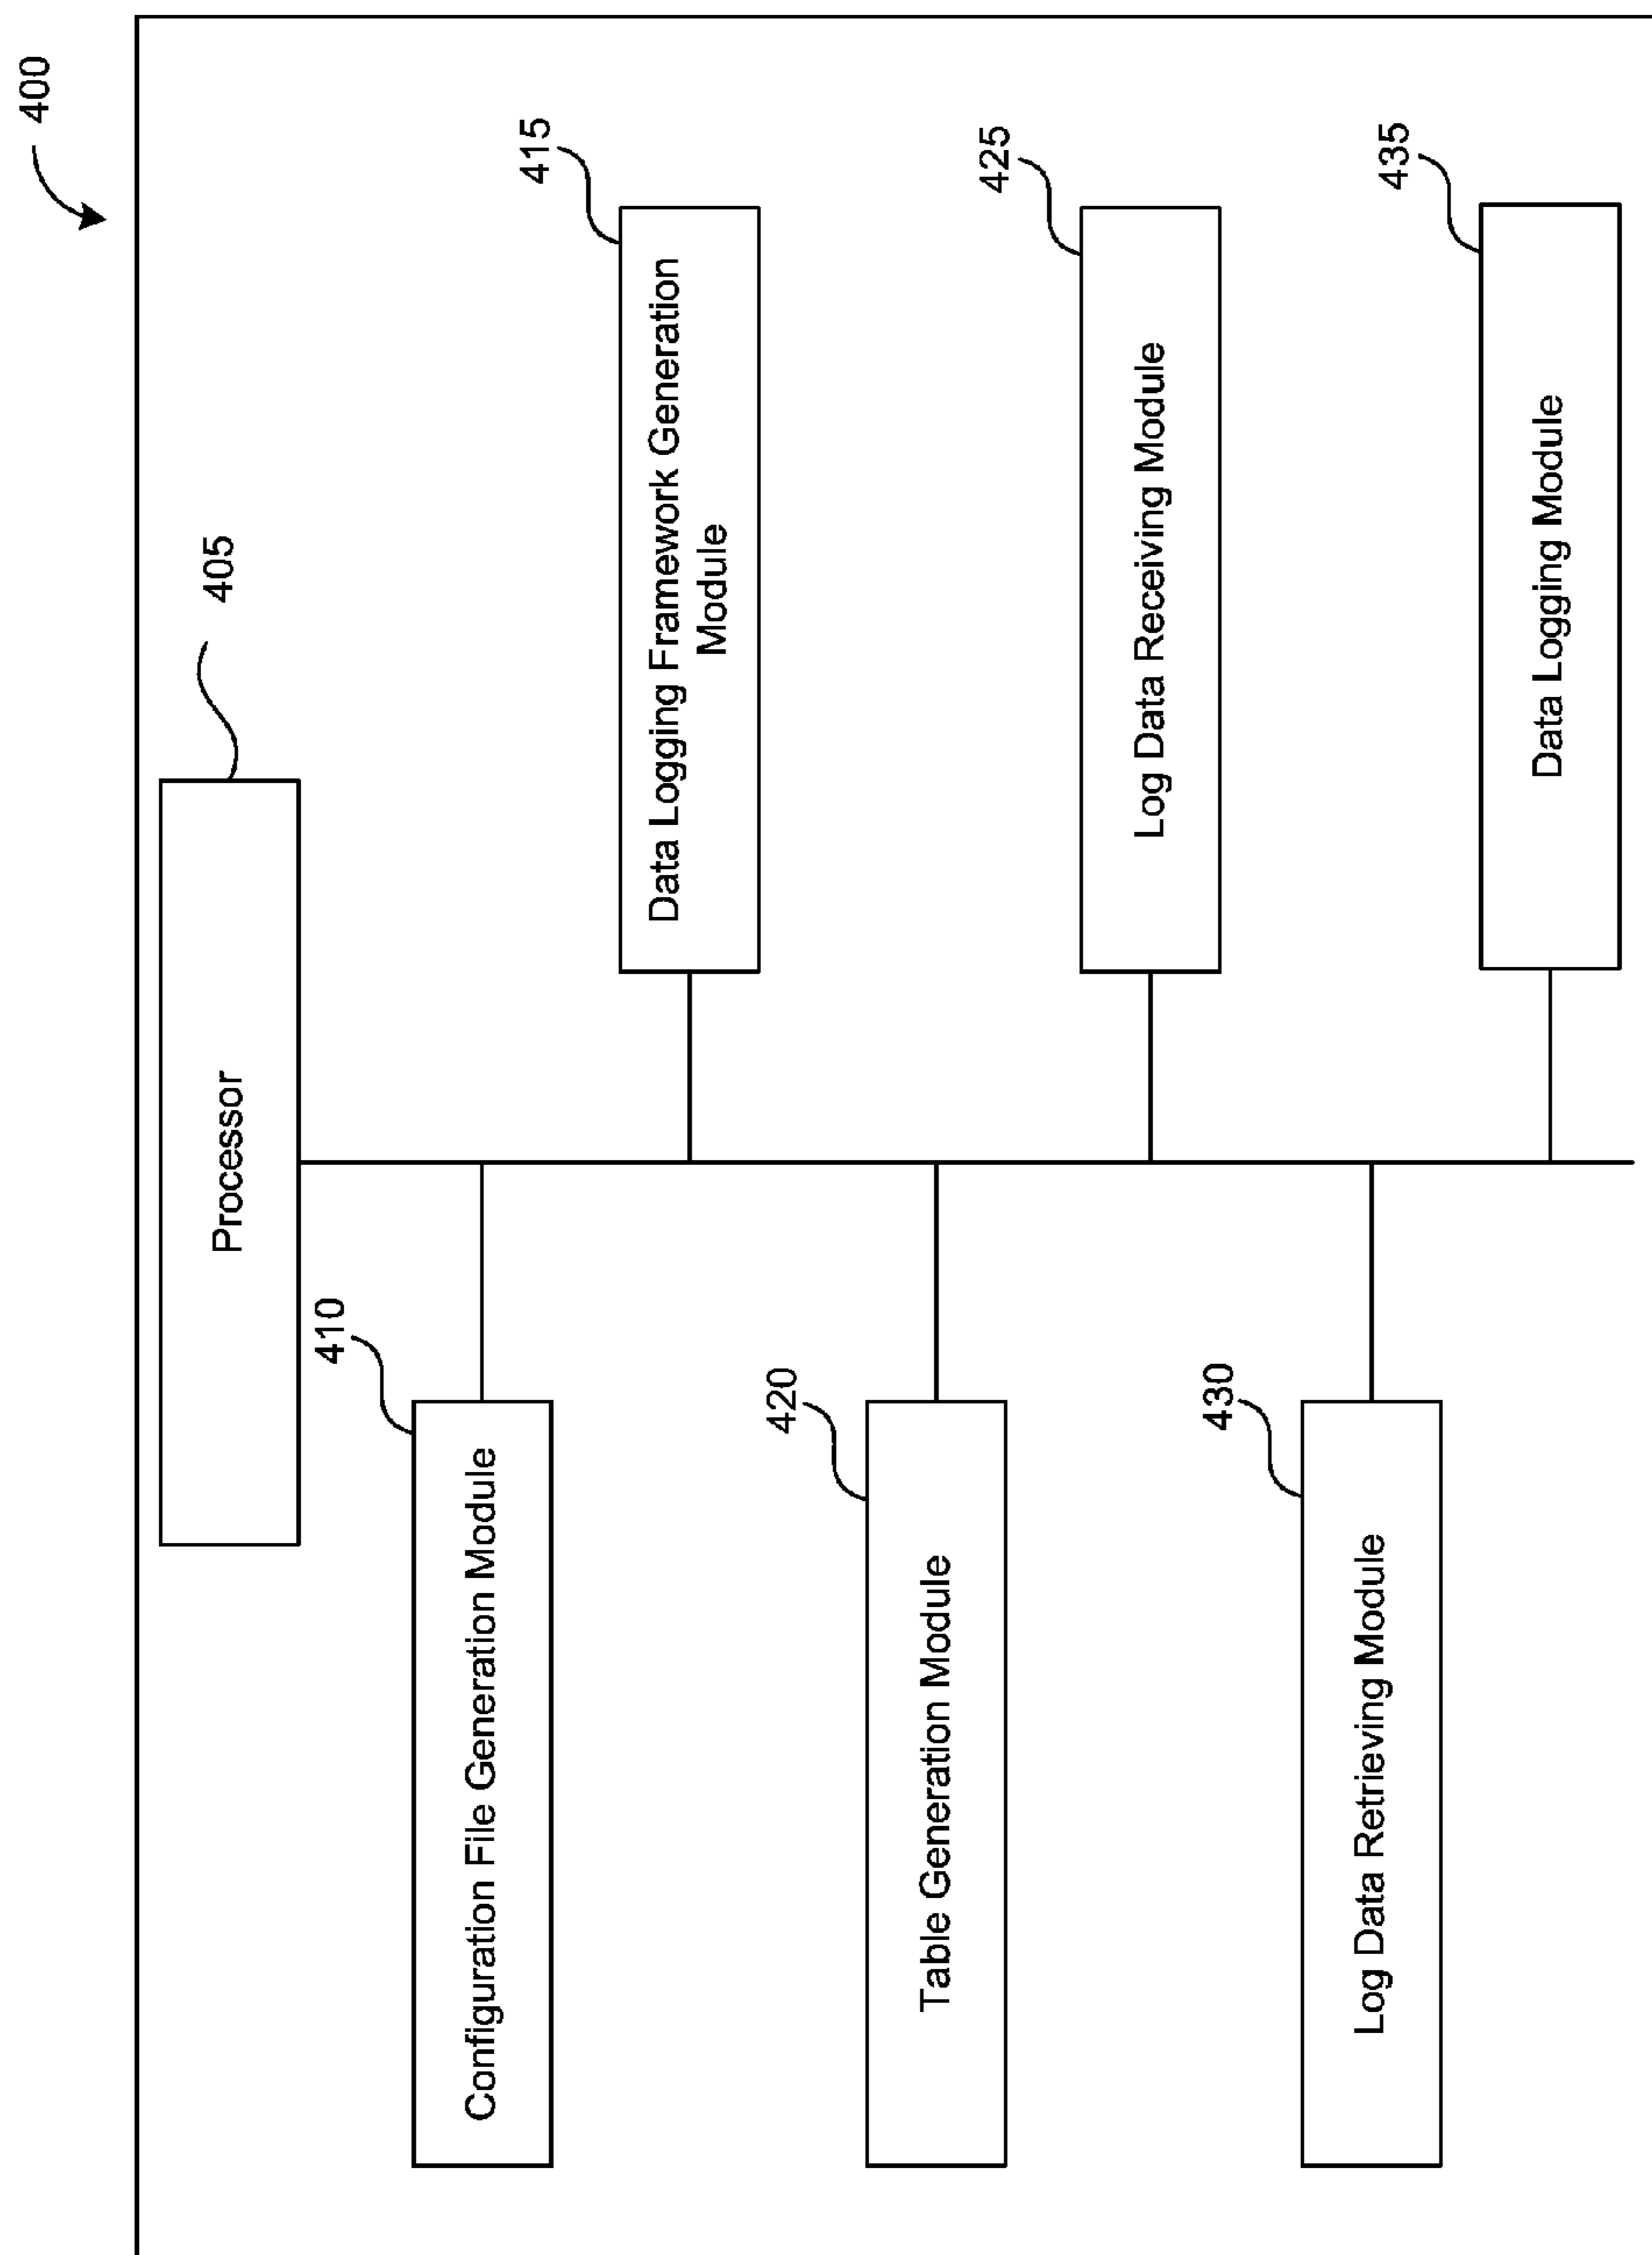 400
405
Processor
410
Configuration File Generation Module
415
Data Logging Framework Generation
Module
420
Table Generation Module
425
Log Data Receiving Module
430
Log Data Retrieving Module
435
Data Logging Module